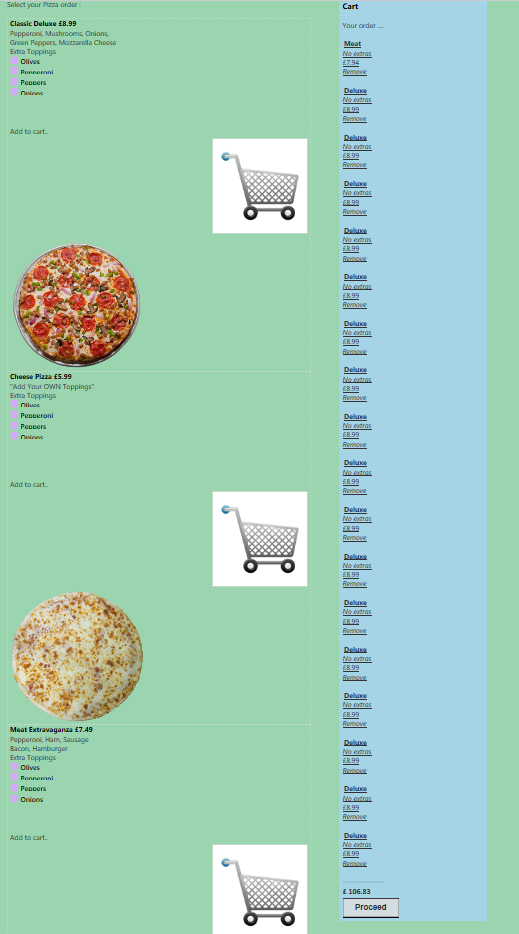 Select your Pizza order :
Classic Deluxe £8.99
Pepperoni, Mushrooms, Onions,
Green Peppers, Mozzarella Cheese
Extra Toppings
Olives
Pepperoni
Peppers
Onions
Add to cart..
Cheese Pizza £5.99
"Add Your OWN Toppings"
Extra Toppings
Olives
Pepperoni
Peppers
Onions
Add to cart..
Meat Extravaganza £7.49
Pepperoni, Ham, Sausage
Bacon, Hamburger
Extra Toppings
Olives
Pepperoni
Peppers
Onions
Add to cart..
Cart
Your order ...
Meat
No extras
£7.94
Remove
Deluxe
No extras
£8.99
Remove
Deluxe
No extras
£8.99
Remove
Deluxe
No extras
£8.99
Remove
Deluxe
No extras
£8.99
Remove
Deluxe
No extras
£8.99
Remove
Deluxe
No extras
£8.99
Remove
Deluxe
No extras
£8.99
Remove
Deluxe
No extras
£8.99
Remove
Deluxe
No extras
£8.99
Remove
Deluxe
No extras
£8.99
Remove
Deluxe
No extras
£8.99
Remove
Deluxe
No extras
£8.99
Remove
Deluxe
No extras
£8.99
Remove
Deluxe
No extras
£8.99
Remove
Deluxe
No extras
£8.99
Remove
Deluxe
No extras
£8.99
Remove
Deluxe
No extras
£8.99
Remove
--------------------
£ 106.83
Proceed